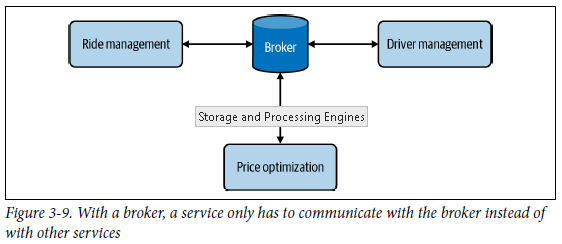 Ride management
Broker
Driver management
Storage and Processing Engines
Price optimization
Figure 3-9. With a broker, a service only has to communicate with the broker instead of
with other services